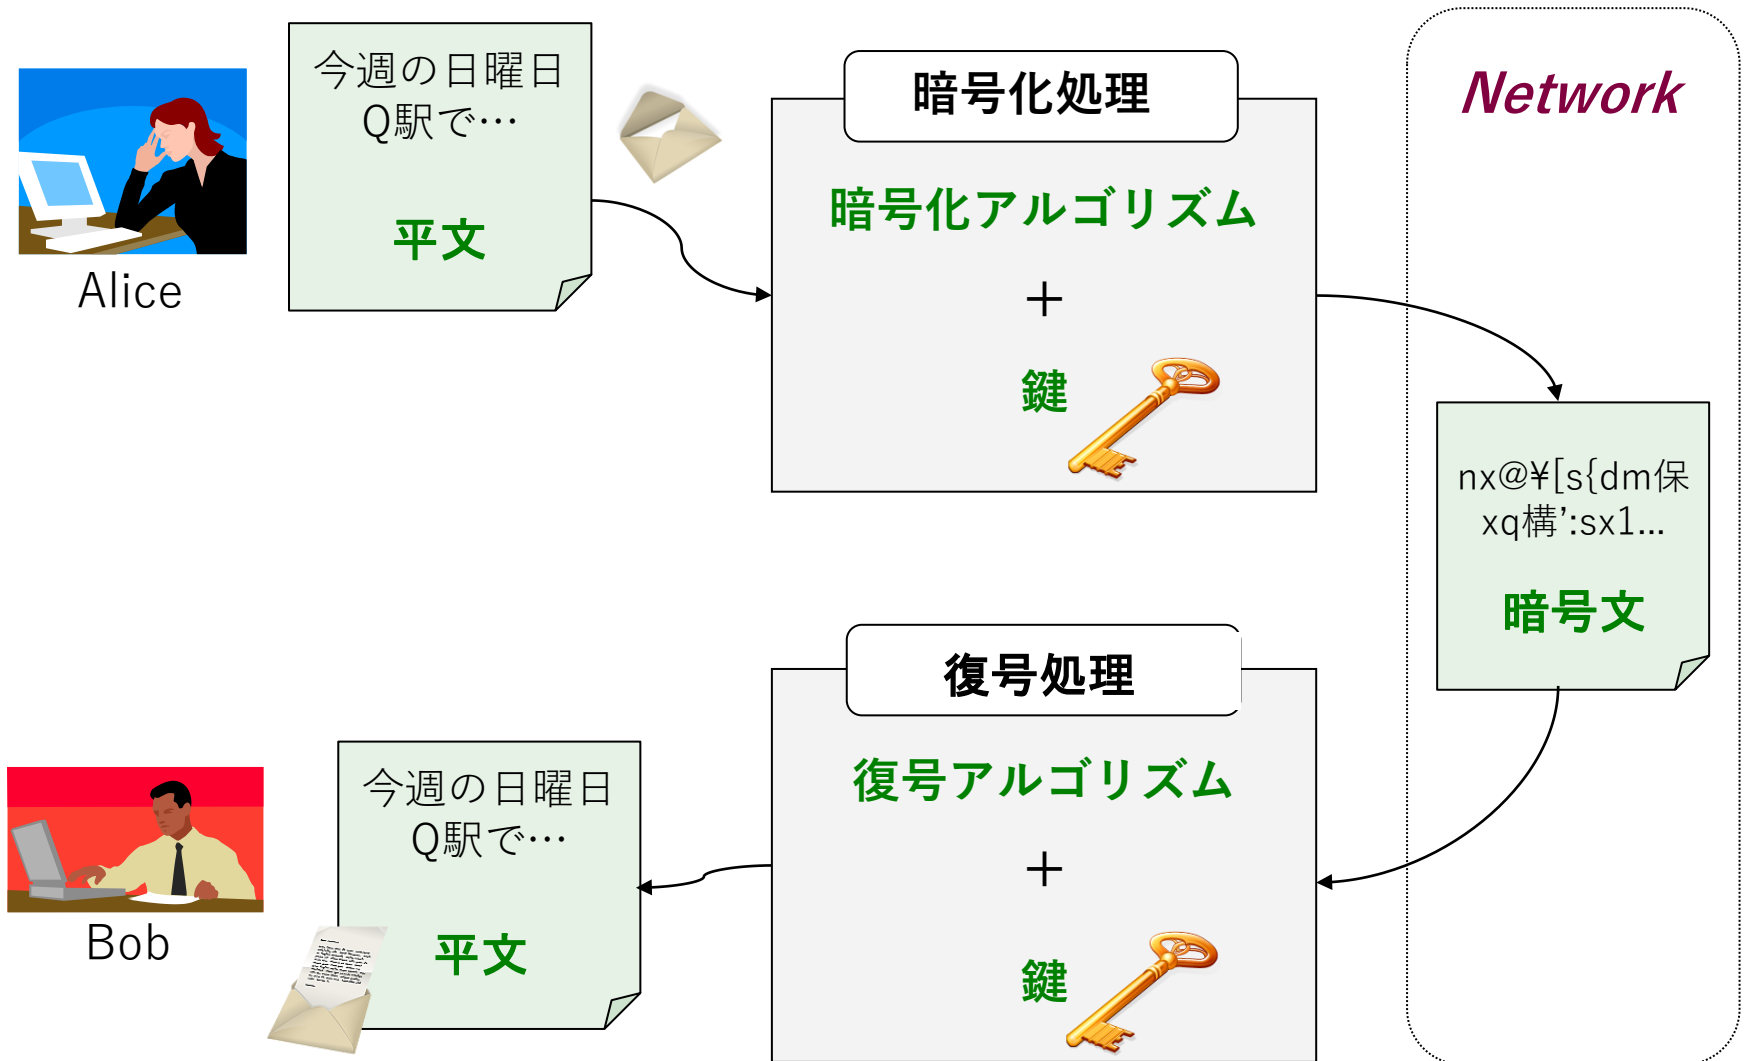 今週の日曜日
Q駅で…
平文
Alice
暗号化処理
暗号化アルゴリズム
+
鍵
Network
nx@¥[s{dm保
xq構’:sx1...
暗号文
復号処理
復号アルゴリズム
+
鍵
今週の日曜日
Q駅で…
平文
Bob